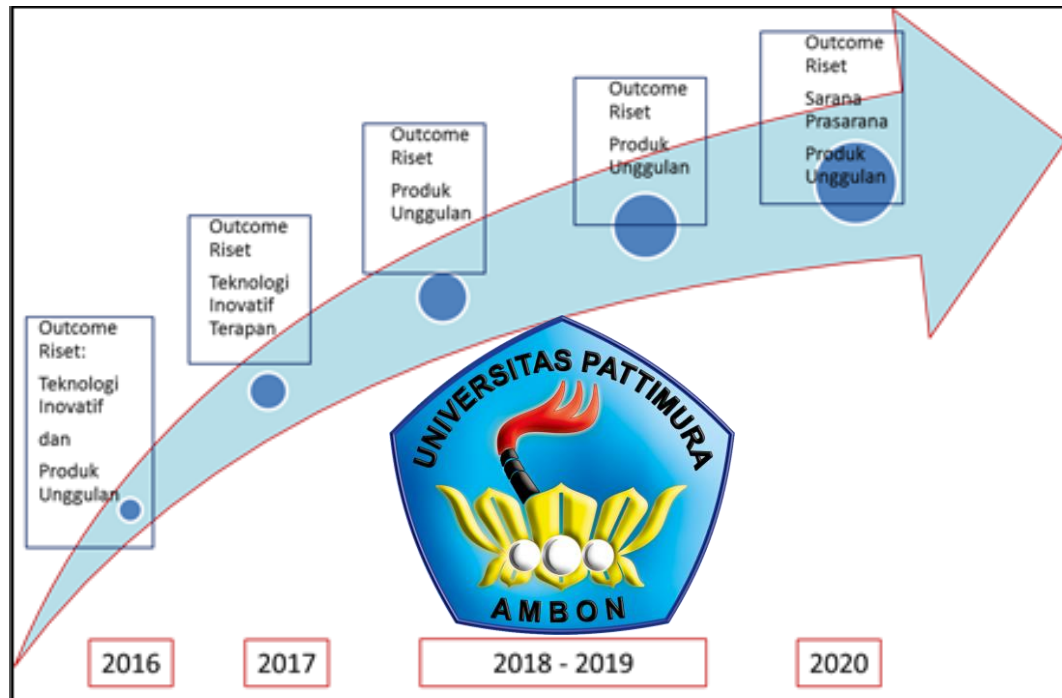 Outcome
Riset:
Teknologi
Inovatif
dan
Produk
Unggulan
Outcome
Riset
Teknologi
Inovatif
Terapan
Outcome
Riset
Produk
Unggulan
Outcome
Riset
Produk
Unggulan
Outcome
Riset
Sarana
Prasarana
Produk
Unggulan
UNIVERSITAS PATTIMURA
AMBON
2016
2017
2018 - 2019
2020